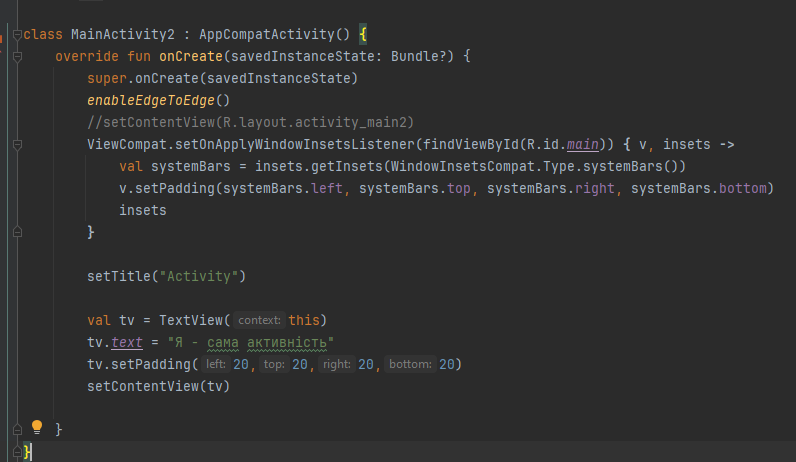 class MainActivity2 : AppCompatActivity() {
override fun onCreate(savedInstanceState: Bundle?) {
super.onCreate(savedInstanceState)
enableEdgeToEdge()
//setContentView(R.layout.activity_main2)
ViewCompat.setOnApplyWindowInsetsListener(findViewById(R.id.main)) { v, insets ->
val systemBars = insets.getInsets(WindowInsetsCompat.Type.systemBars())
v.setPadding(systemBars.left, systemBars.top, systemBars.right, systemBars.bottom)
insets
}
setTitle("Activity")
val tv = TextView( context: this)
tv.text = "Я - сама активність"
tv.setPadding( left: 20, top: 20, right: 20, bottom: 20)
setContentView(tv)
}
}